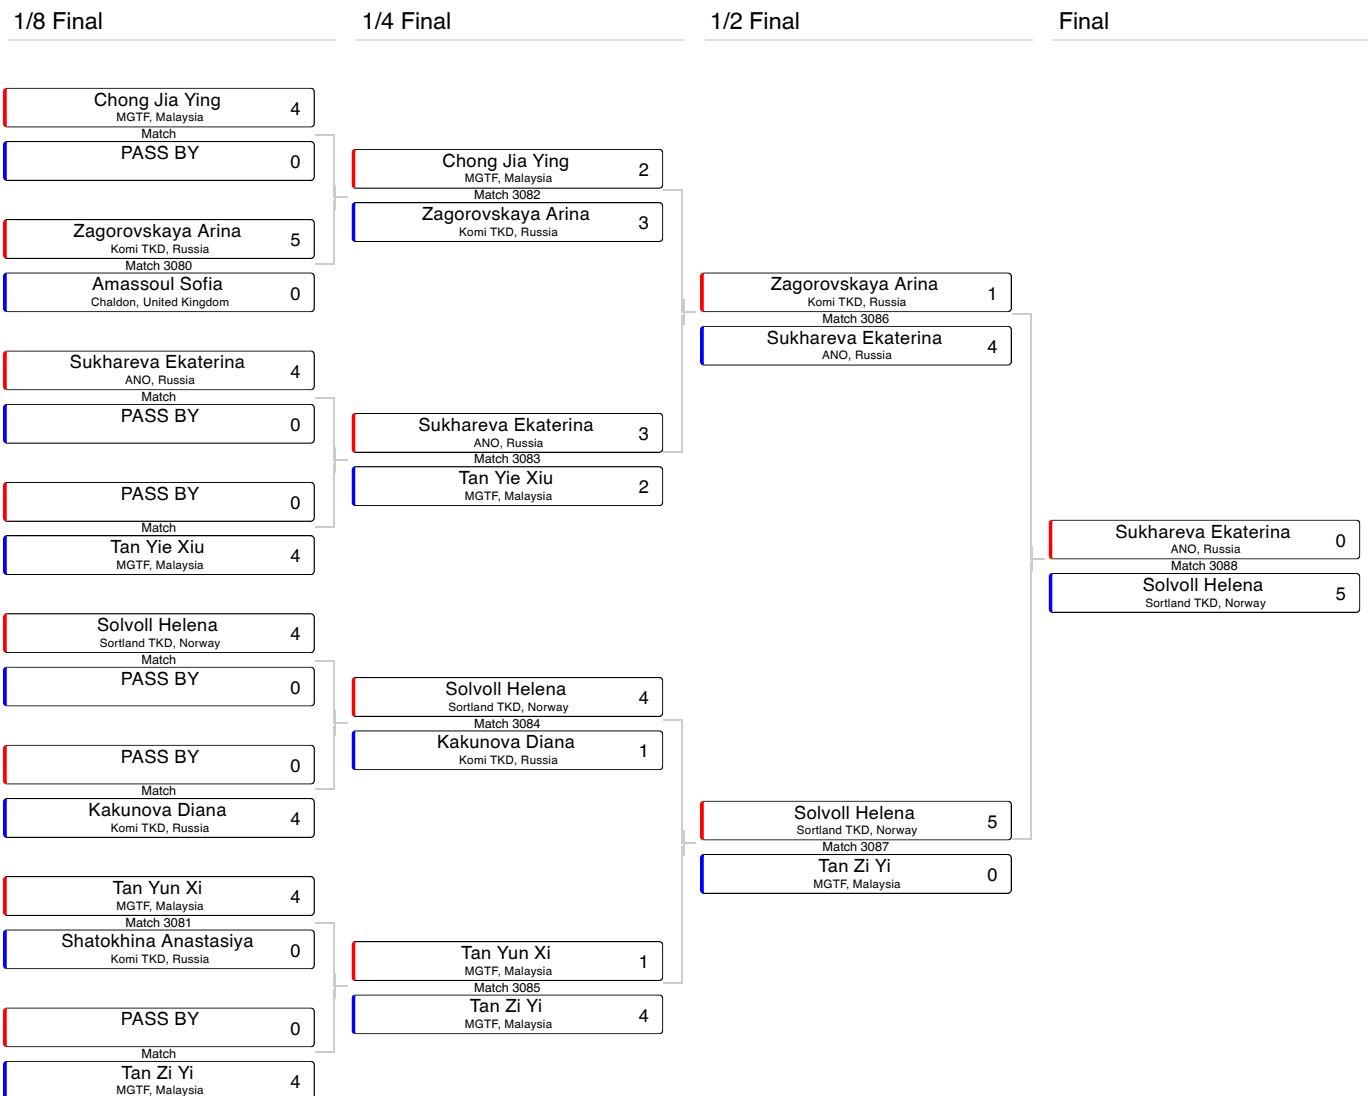 1/8 Final
1/4 Final
1/2 Final
Final
Chong Jia Ying
4
MGTF, Malaysia
Match
PASS BY
0
Zagorovskaya Arina
5
Komi TKD, Russia
Match 3080
Amassoul Sofia
0
Chaldon, United Kingdom
Sukhareva Ekaterina
4
ANO, Russia
Match
PASS BY
0
PASS BY
0
Match
Tan Yie Xiu
4
MGTF, Malaysia
Solvoll Helena
4
Sortland TKD, Norway
Match
PASS BY
0
PASS BY
0
Match
Kakunova Diana
4
Komi TKD, Russia
Tan Yun Xi
4
MGTF, Malaysia
Match 3081
Shatokhina Anastasiya
0
Komi TKD, Russia
PASS BY
0
Match
Tan Zi Yi
4
MGTF, Malaysia
Chong Jia Ying
2
MGTF, Malaysia
Match 3082
Zagorovskaya Arina
3
Komi TKD, Russia
Sukhareva Ekaterina
3
ANO, Russia
Match 3083
Tan Yie Xiu
2
MGTF, Malaysia
Solvoll Helena
4
Sortland TKD, Norway
Match 3084
Kakunova Diana
1
Komi TKD, Russia
Tan Yun Xi
1
MGTF, Malaysia
Match 3085
Tan Zi Yi
4
MGTF, Malaysia
Zagorovskaya Arina
1
Komi TKD, Russia
Match 3086
Sukhareva Ekaterina
4
ANO, Russia
Solvoll Helena
5
Sortland TKD, Norway
Match 3087
Tan Zi Yi
0
MGTF, Malaysia
Sukhareva Ekaterina
0
ANO, Russia
Match 3088
Solvoll Helena
5
Sortland TKD, Norway